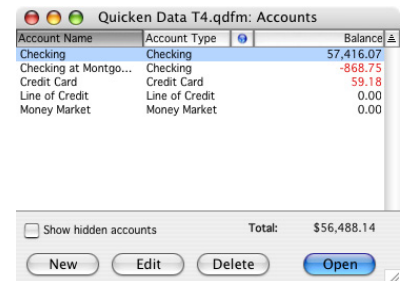 Quicken Data T4.qdfm: Accounts
Account Name Account Type Balance
Checking Checking 57,416.07
Checking at Montgo... Checking -868.75
Credit Card Credit Card 59.18
Line of Credit Line of Credit 0.00
Money Market Money Market 0.00
Show hidden accounts Total: $56,488.14
New Edit Delete Open